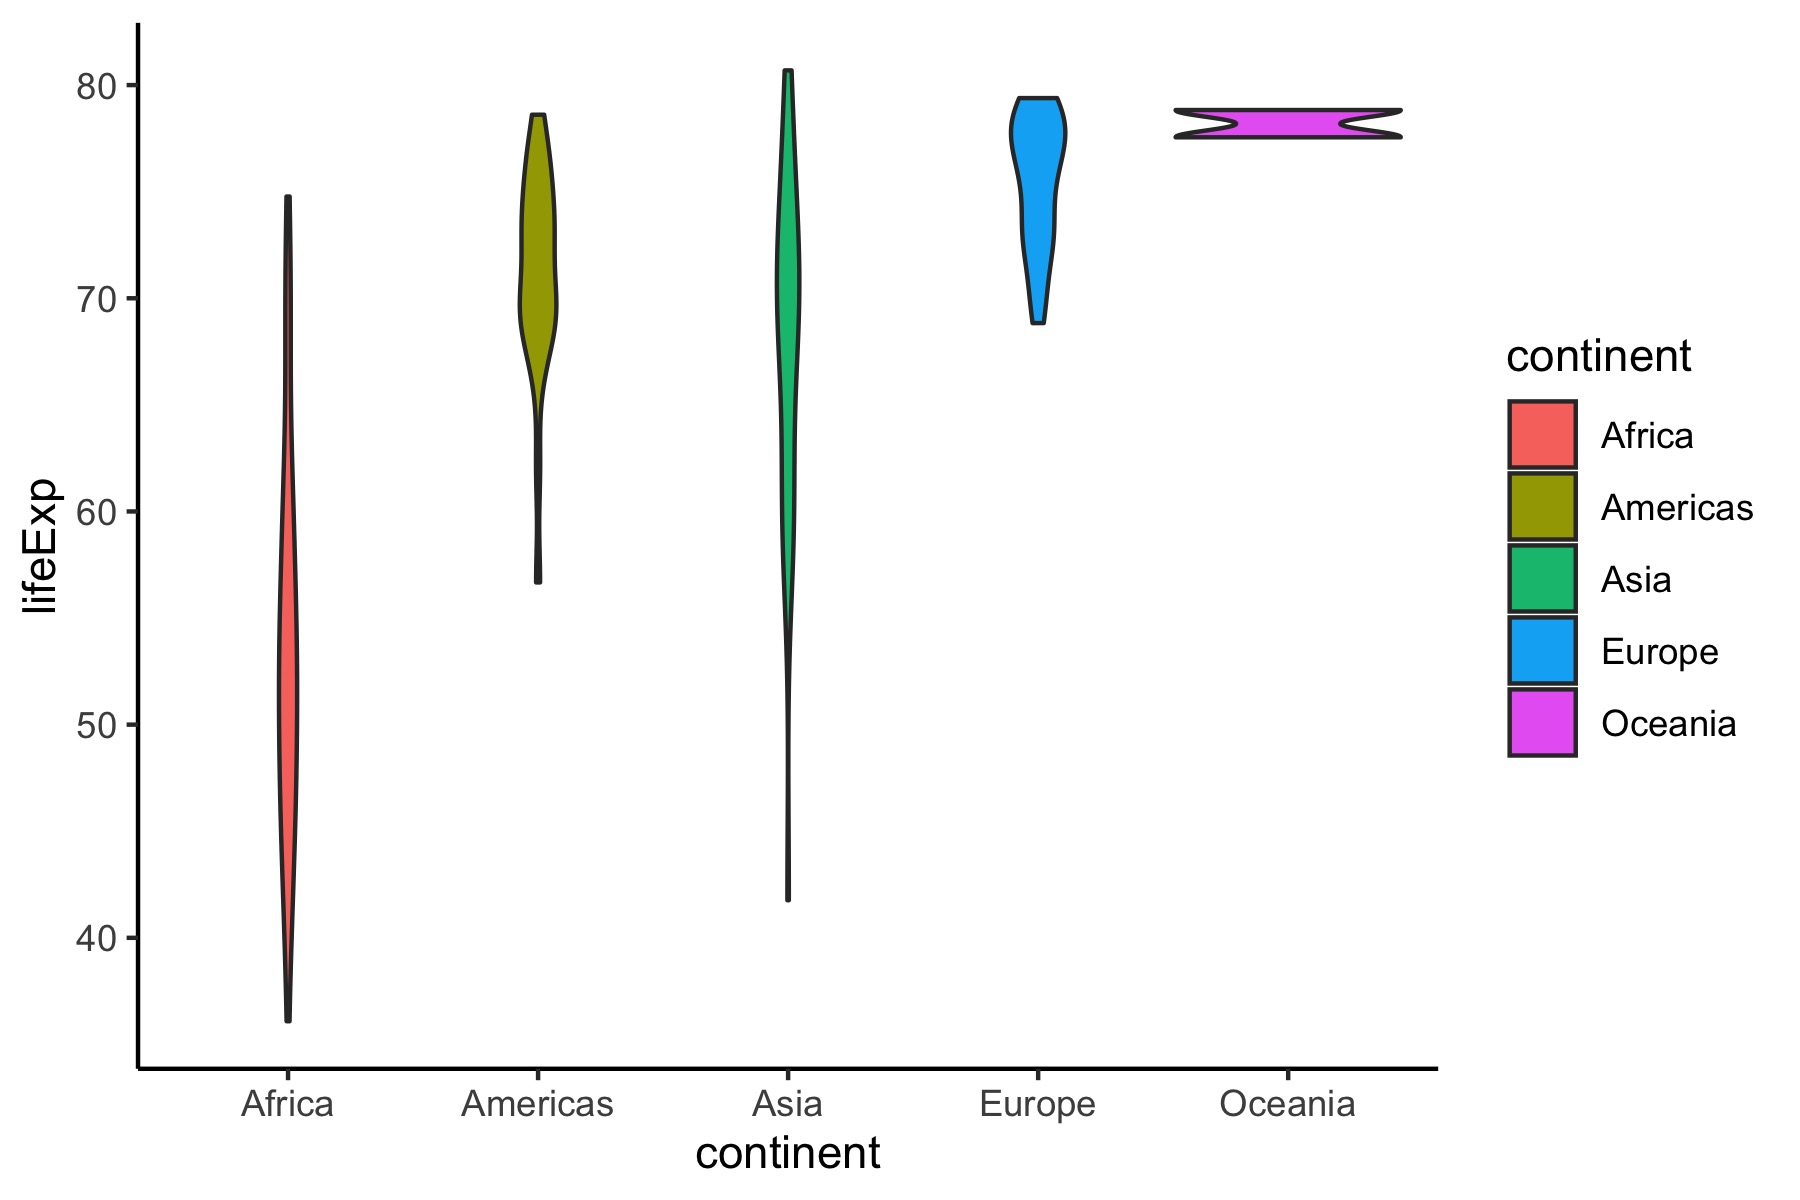 80
70
60
50
40
lifeExp
Africa
Americas
Asia
Europe
Oceania
continent
continent
Africa
Americas
Asia
Europe
Oceania